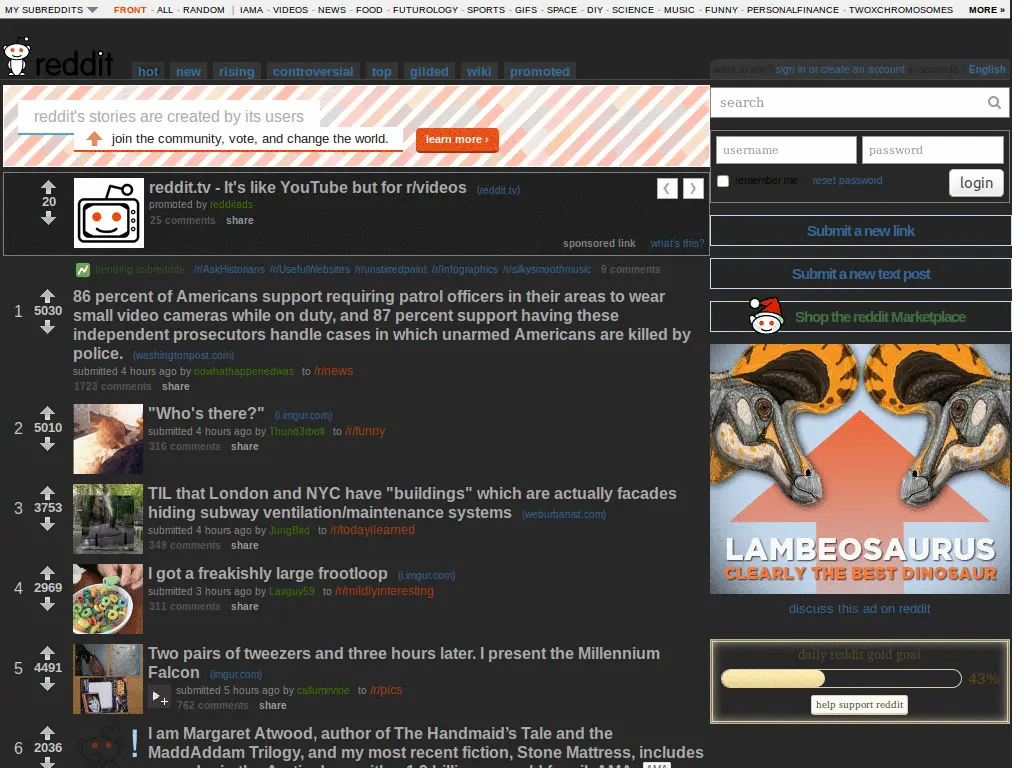 MY SUBREDDITS FRONT - ALL - RANDOM | IAMA - VIDEOS - NEWS - FOOD - FUTUROLOGY - SPORTS - GIFS - SPACE - DIY - SCIENCE - MUSIC - FUNNY - PERSONALFINANCE - TWOXCHROMOSOMES MORE »
reddit hot new rising controversial top gilded wiki promoted
want to join? sign in or create an account in seconds | English
reddit's stories are created by its users
join the community, vote, and change the world. learn more ›
search
username password
remember me reset password login
Submit a new link
Submit a new text post
Shop the reddit Marketplace
LAMBEOSAURUS
CLEARLY THE BEST DINOSAUR
discuss this ad on reddit
daily reddit gold goal
43%
help support reddit
20
reddit.tv - It's like YouTube but for r/videos (reddit.tv)
promoted by redditads
25 comments share
sponsored link what's this?
trending subreddits /r/AskHistorians /r/UsefulWebsites /r/unstirredpaint /r/Infographics /r/silkysmoothmusic 9 comments
1 5030
86 percent of Americans support requiring patrol officers in their areas to wear
small video cameras while on duty, and 87 percent support having these
independent prosecutors handle cases in which unarmed Americans are killed by
police. (washingtonpost.com)
submitted 4 hours ago by nowhathappenedwas to /r/news
1723 comments share
2 5010
"Who's there?" (i.imgur.com)
submitted 4 hours ago by Thund3rboll to /r/funny
316 comments share
3 3753
TIL that London and NYC have "buildings" which are actually facades
hiding subway ventilation/maintenance systems (weburbanist.com)
submitted 4 hours ago by JungBird to /r/todayilearned
349 comments share
4 2969
I got a freakishly large frootloop (i.imgur.com)
submitted 3 hours ago by Laxguy59 to /r/mildlyinteresting
311 comments share
5 4491
Two pairs of tweezers and three hours later. I present the Millennium
Falcon (imgur.com)
submitted 5 hours ago by callumivine to /r/pics
762 comments share
6 2036
I am Margaret Atwood, author of The Handmaid’s Tale and the
MaddAddam Trilogy, and my most recent fiction, Stone Mattress, includes